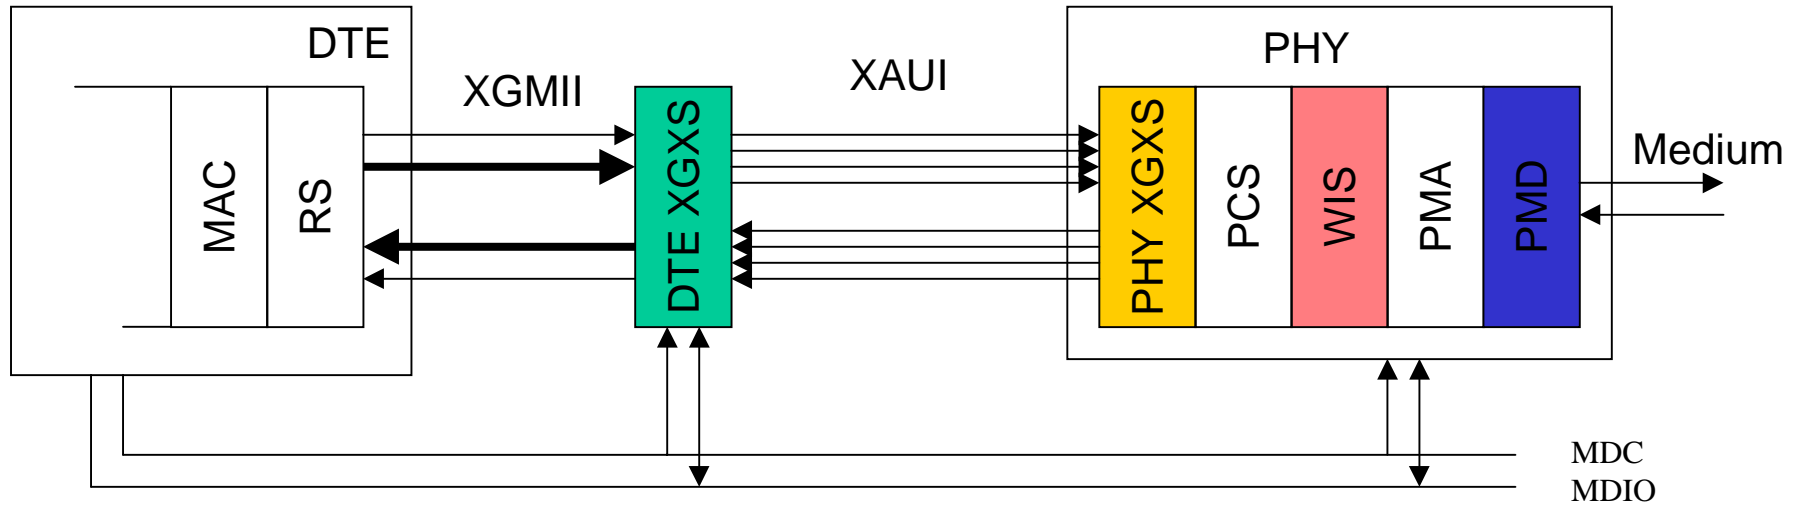 DTE
XGMII
XAUI
PHY
MAC
RS
DTE XGXS
PHY XGXS
PCS
WIS
PMA
PMD
Medium
MDC
MDIO